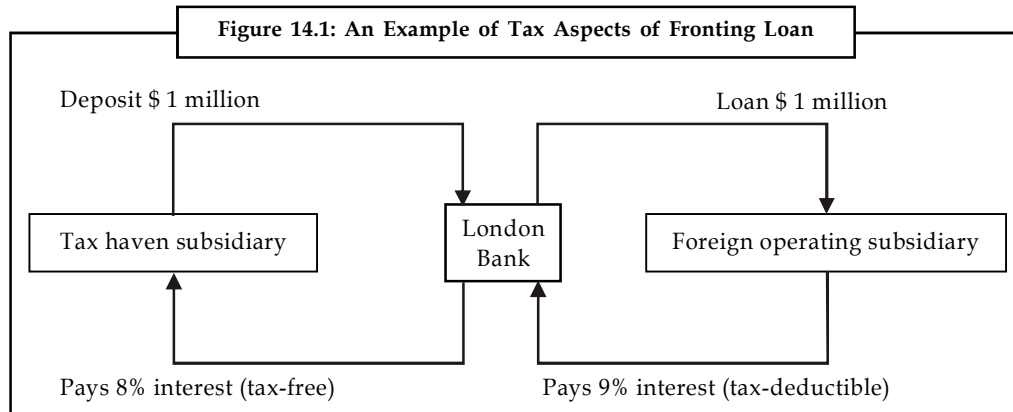 Figure 14.1: An Example of Tax Aspects of Fronting Loan
Deposit $ 1 million
Loan $ 1 million
Tax haven subsidiary
London
Bank
Foreign operating subsidiary
Pays 8% interest (tax-free)
Pays 9% interest (tax-deductible)